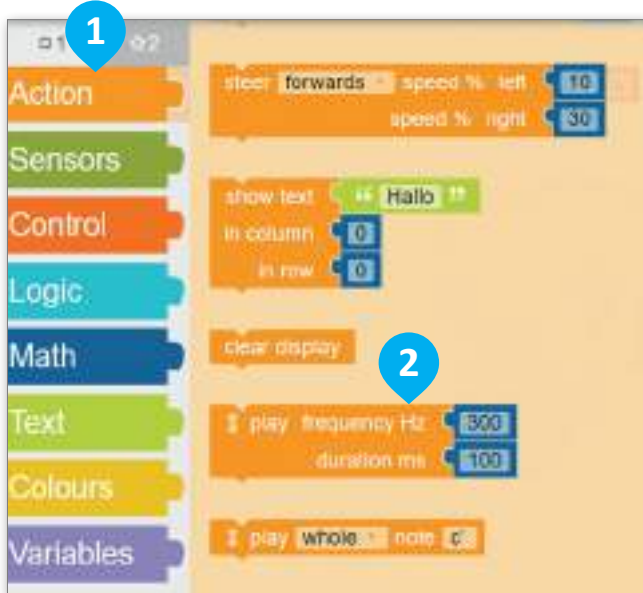 1
1 2
Action
Sensors
Control
Logic
Math
Text
Colours
Variables
steer forwards speed % left 10
speed % right 30
show text “ Hallo ”
in column 0
in row 0
clear display
2
play frequency Hz 300
duration ms 100
play whole note c'